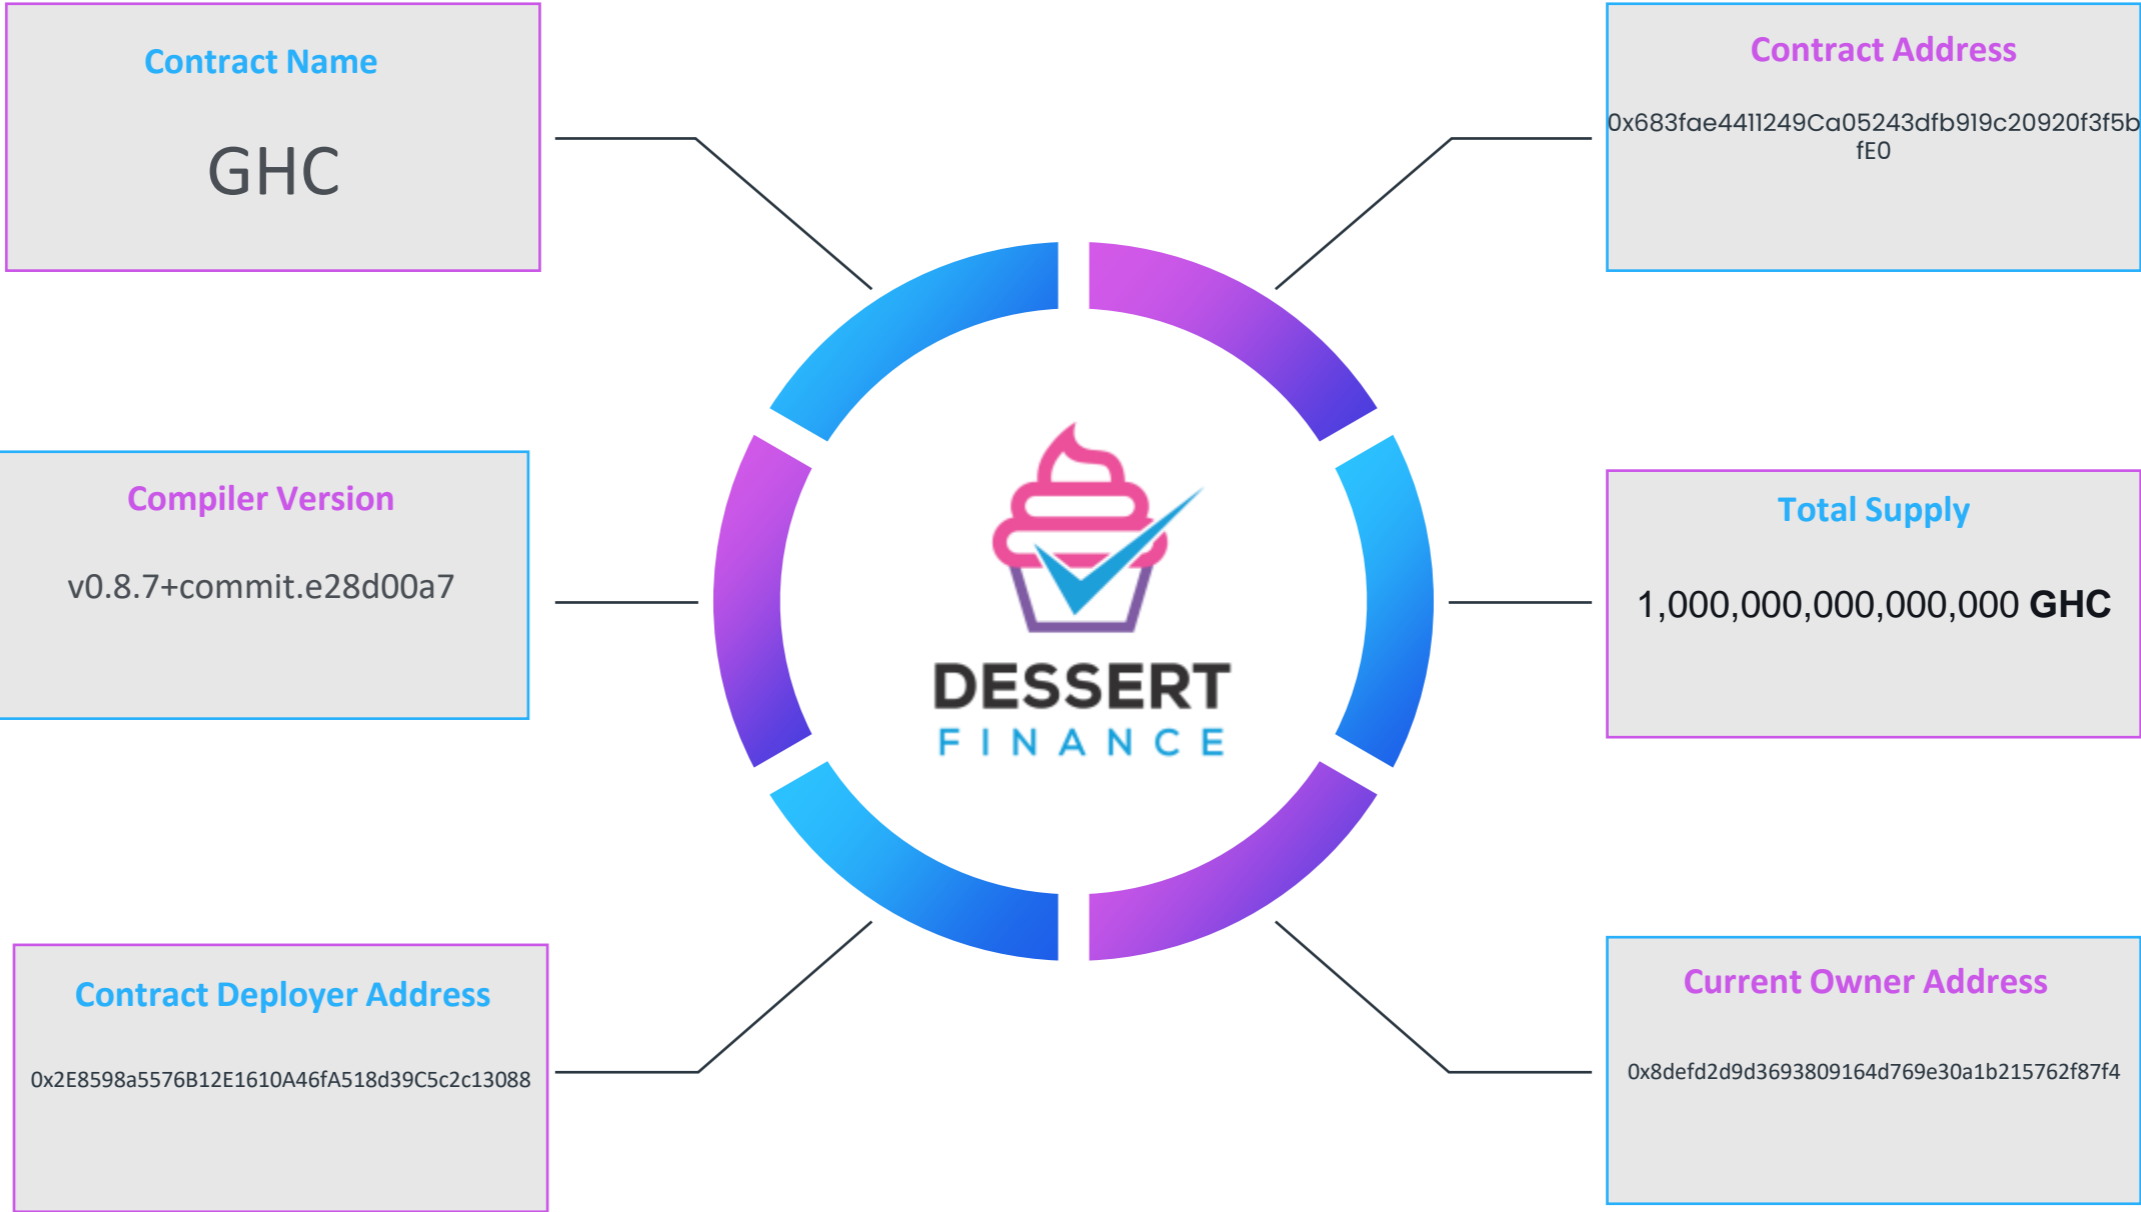 Contract Name
GHC
Contract Address
0x683fae4411249Ca05243dfb919c20920f3f5b
fE0
Compiler Version
v0.8.7+commit.e28d00a7
DESSERT
FINANCE
Total Supply
1,000,000,000,000,000 GHC
Contract Deployer Address
0x2E8598a5576B12E1610A46fA518d39C5c2c13088
Current Owner Address
0x8defd2d9d3693809164d769e30a1b215762f87f4